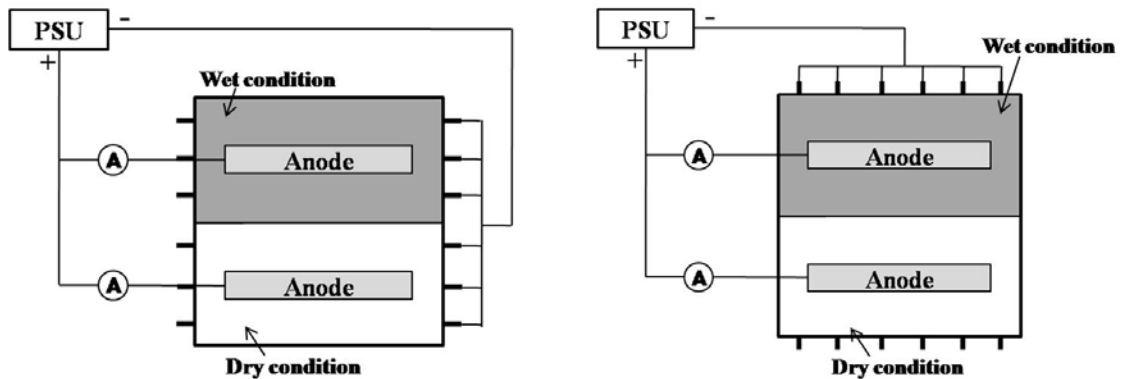 PSU
-
+
Wet condition
A
Anode
A
Anode
Dry condition
PSU
-
+
Wet condition
A
Anode
A
Anode
Dry condition